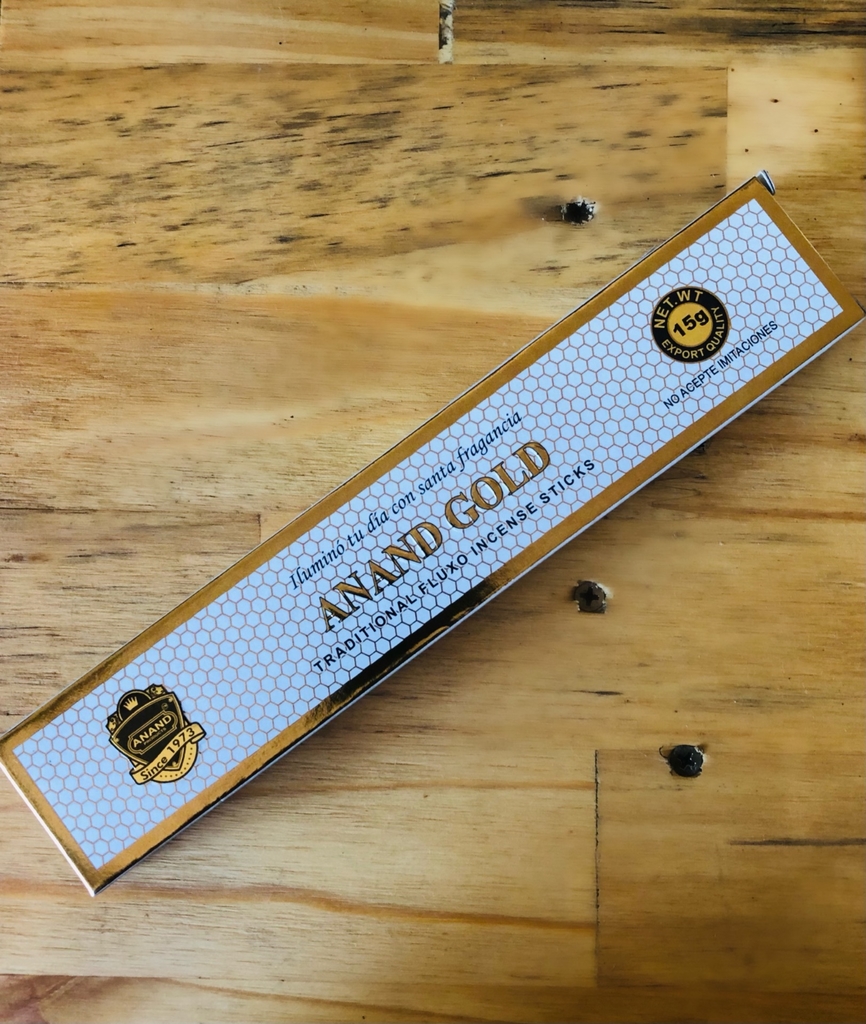 NET.WT
15g
EXPORT QUALITY
NO ACEPTE IMITACIONES
Iluminó tu día con santa fragancia
ANAND GOLD
TRADITIONAL FLUXO INCENSE STICKS
ANAND
Since 1973